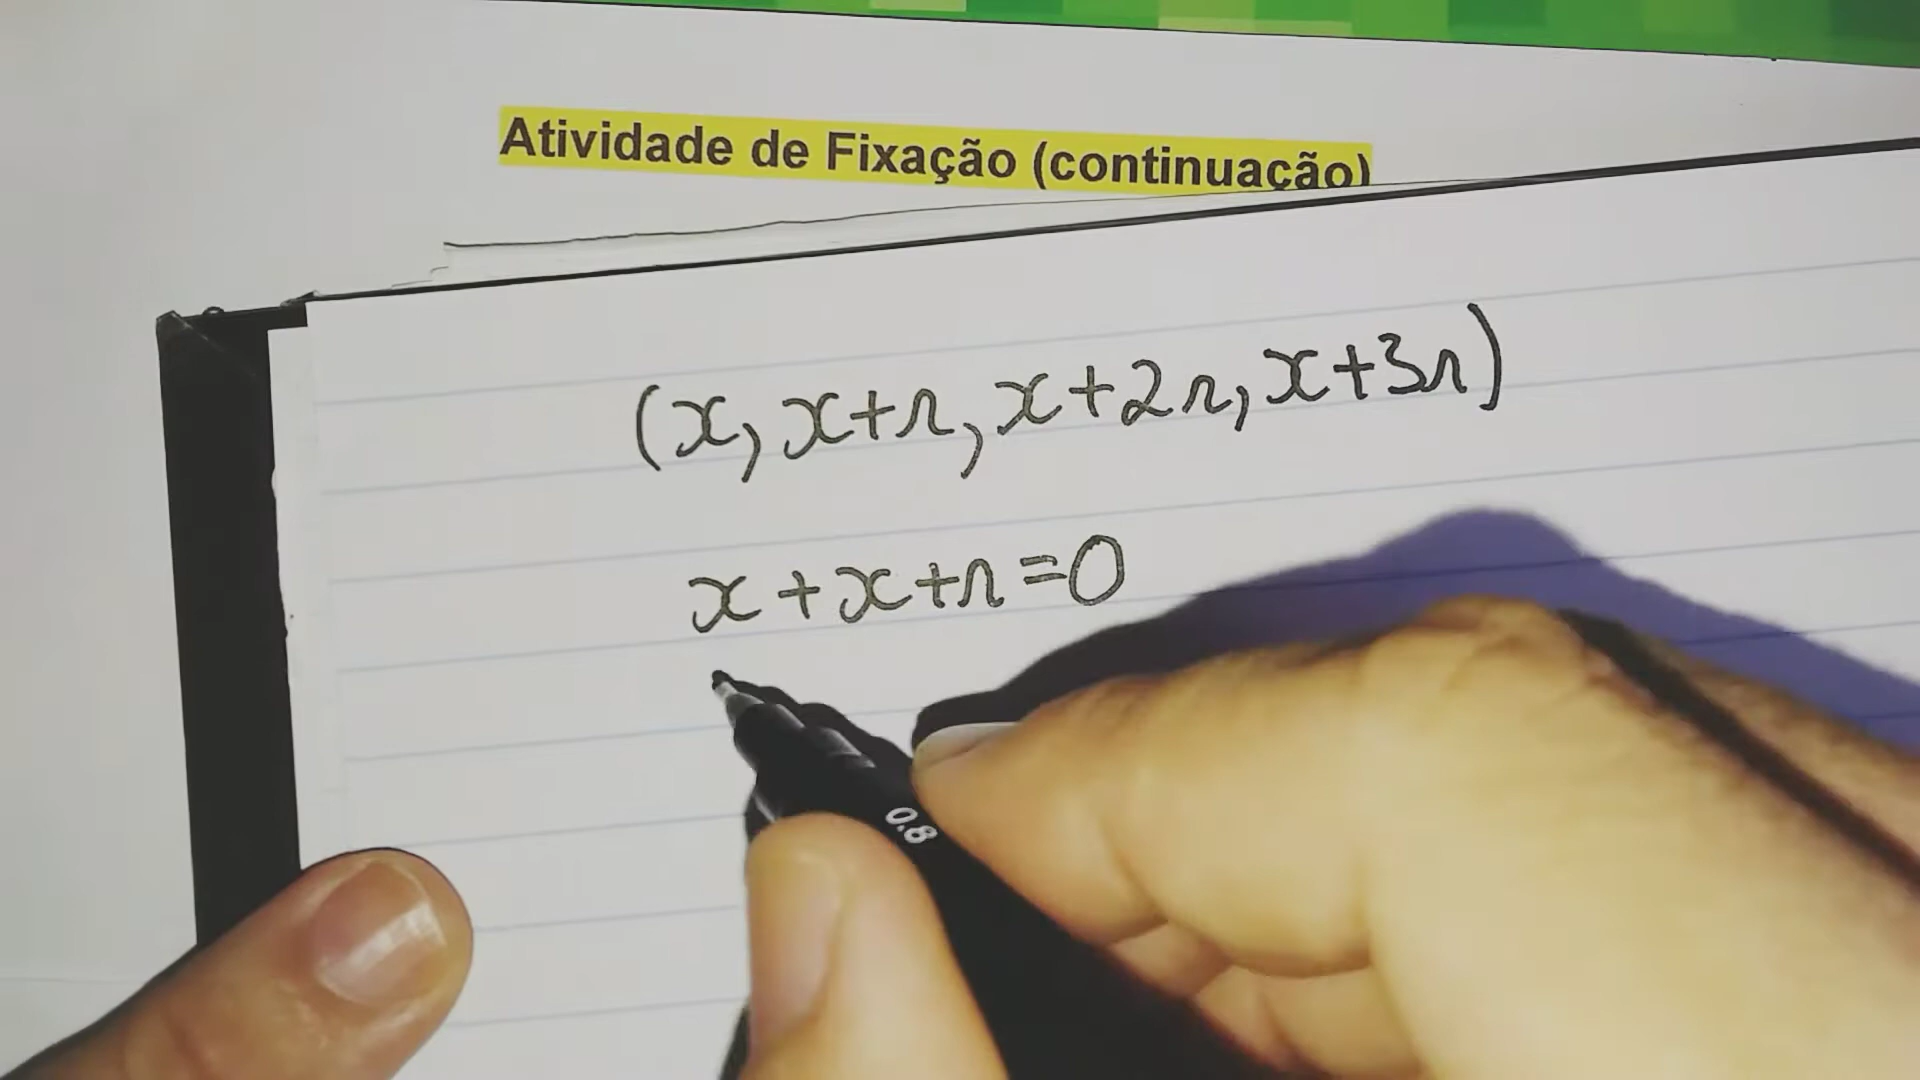 Atividade de Fixação (continuação)
(x, x+r, x+2r, x+3r)
x+x+r=0
0.8